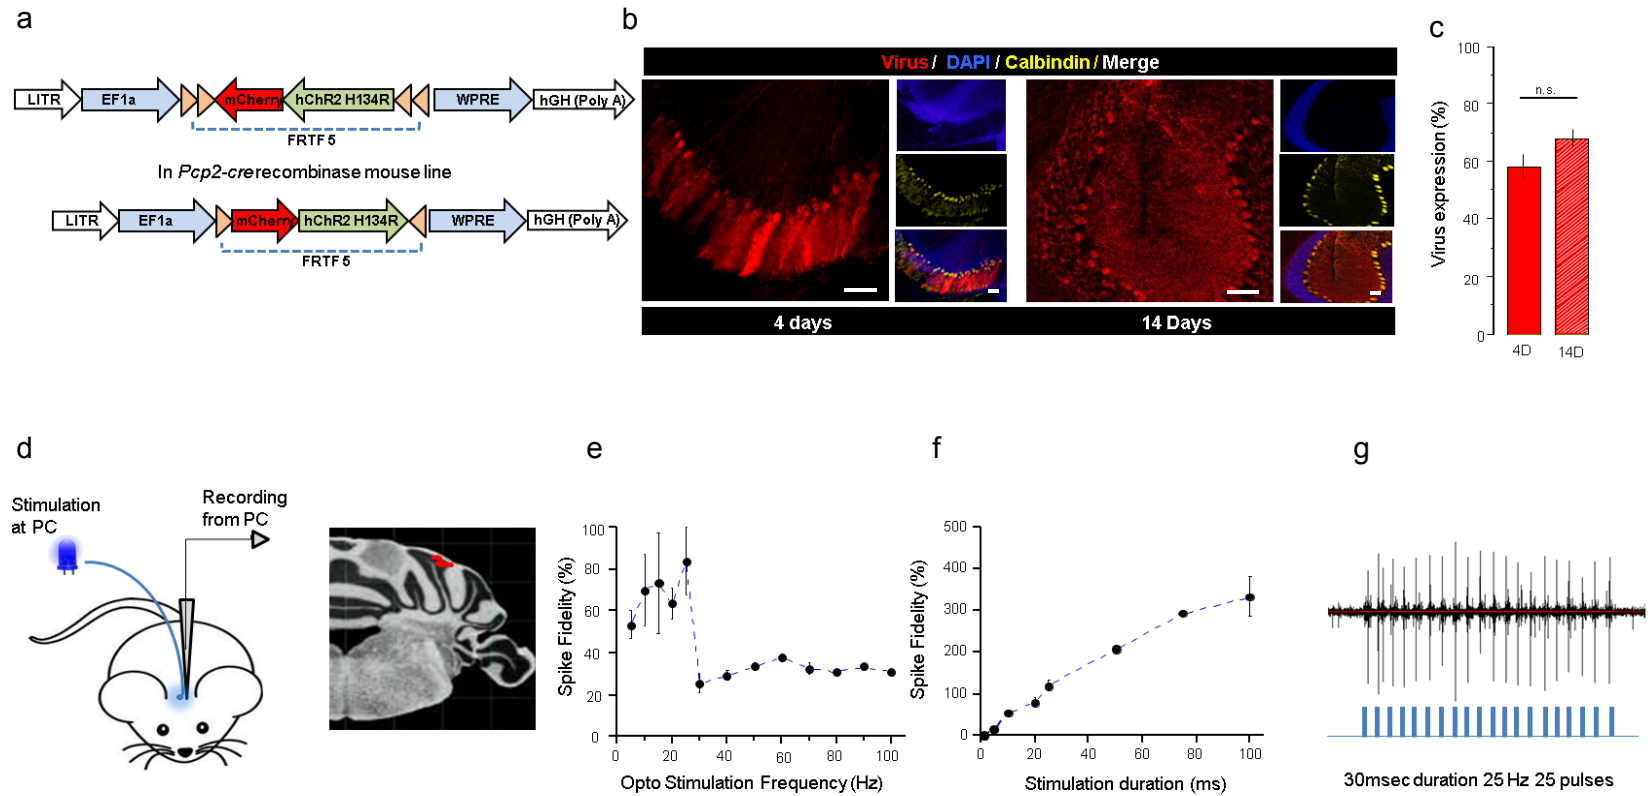 a
LITR
EF1a
mCherry
hChR2 H134R
WPRE
hGH (Poly A)
FRTF 5
In Pcp2-cre recombinase mouse line
LITR
EF1a
mCherry
hChR2 H134R
WPRE
hGH (Poly A)
FRTF 5
b
Virus / DAPI / Calbindin / Merge
4 days
14 Days
c
Virus expression (%)
100
80
60
40
20
0
n.s.
4D
14D
d
Stimulation
at PC
Recording
from PC
e
Spike Fidelity (%)
100
80
60
40
20
0
0
20
40
60
80
100
Opto Stimulation Frequency (Hz)
f
Spike Fidelity (%)
500
400
300
200
100
0
0
20
40
60
80
100
Stimulation duration (ms)
g
30msec duration 25 Hz 25 pulses